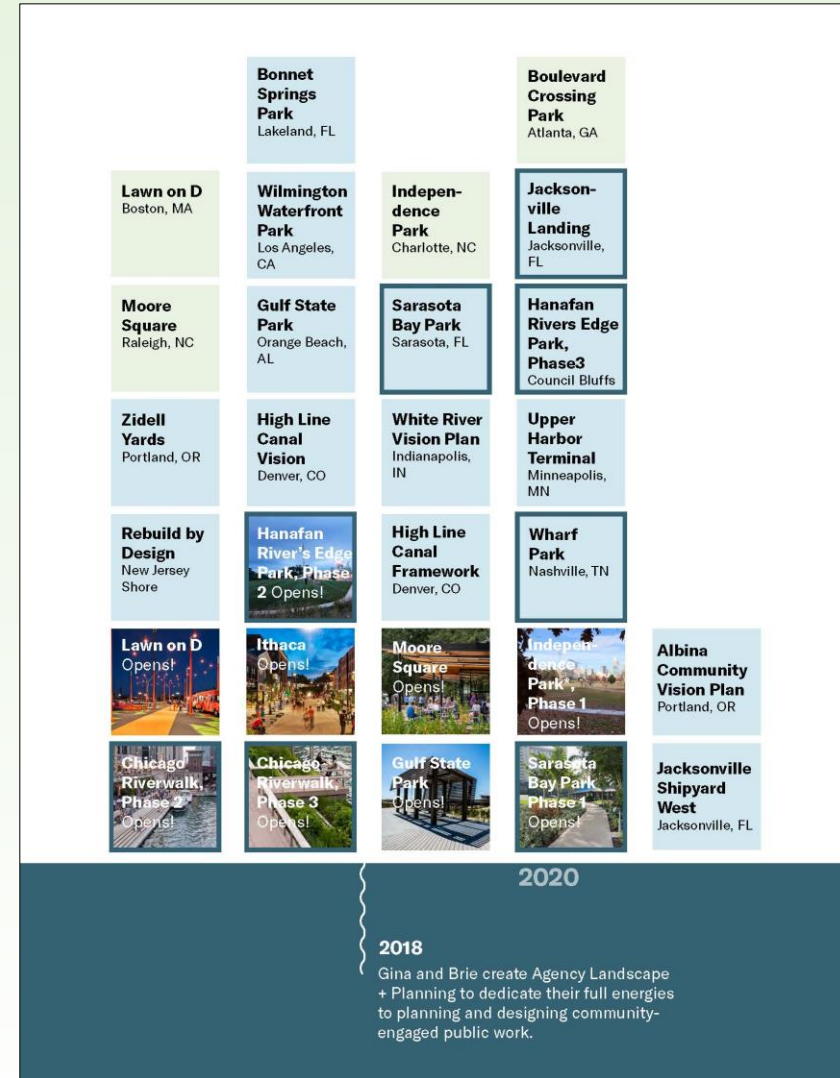 Bonnet
Springs
Park
Lakeland, FL
Boulevard
Crossing
Park
Atlanta, GA
Lawn on D
Boston, MA
Wilmington
Waterfront
Park
Los Angeles,
CA
Indepen-
dence
Park
Charlotte, NC
Jackson-
ville
Landing
Jacksonville,
FL
Moore
Square
Raleigh, NC
Gulf State
Park
Orange Beach,
AL
Sarasota
Bay Park
Sarasota, FL
Hanafan
Rivers Edge
Park,
Phase3
Council Bluffs
Zidell
Yards
Portland, OR
High Line
Canal
Vision
Denver, CO
White River
Vision Plan
Indianapolis,
IN
Upper
Harbor
Terminal
Minneapolis,
MN
Rebuild by
Design
New Jersey
Shore
Hanafan
River's Edge
Park, Phase
2 Opens!
High Line
Canal
Framework
Denver, CO
Wharf
Park
Nashville, TN
Lawn on D
Opens!
Ithaca
Opens!
Moore
Square
Opens!
Indepen-
dence
Park*,
Phase 1
Opens!
Albina
Community
Vision Plan
Portland, OR
Chicago
Riverwalk,
Phase 2
Opens!
Chicago
Riverwalk,
Phase 3
Opens!
Gulf State
Park
Opens!
Sarasota
Bay Park
Phase 1
Opens!
Jacksonville
Shipyard
West
Jacksonville, FL
2020
2018
Gina and Brie create Agency Landscape
+ Planning to dedicate their full energies
to planning and designing community-
engaged public work.